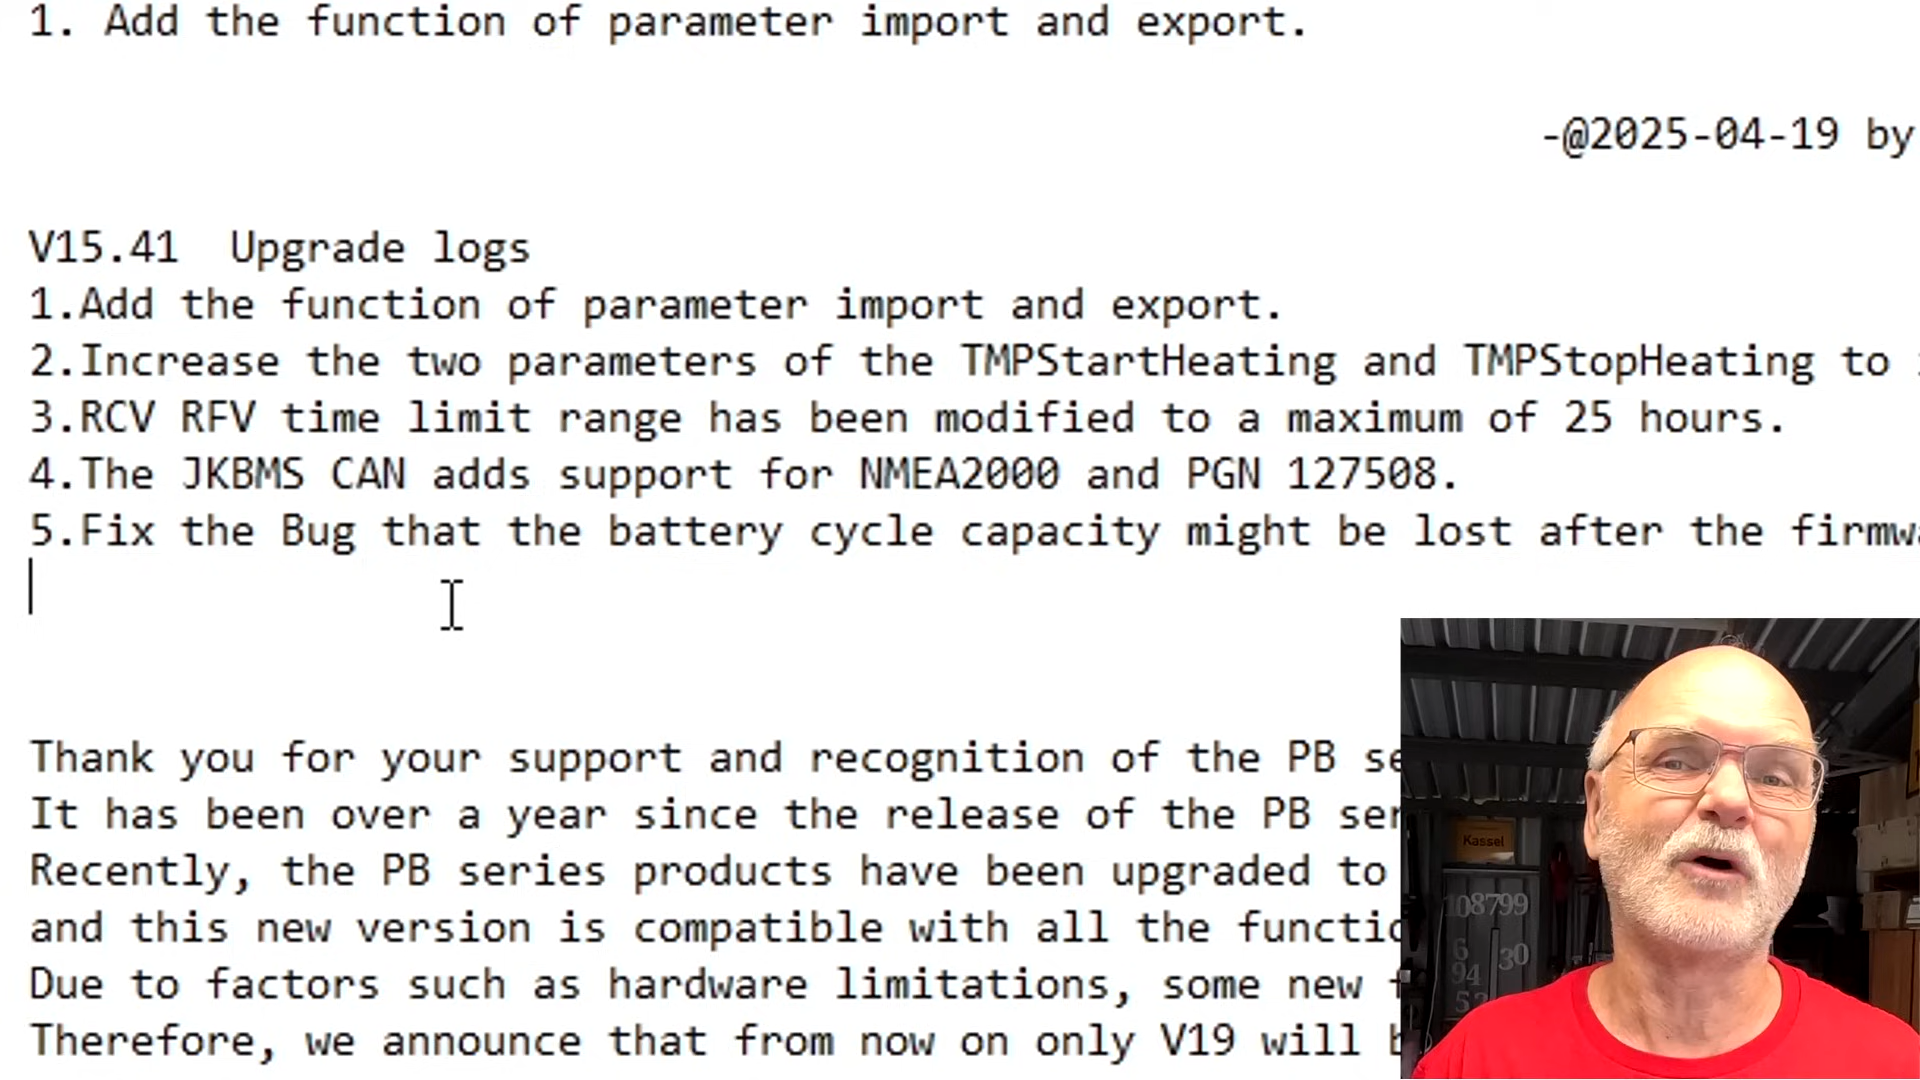 1. Add the function of parameter import and export.
-@2025-04-19 by
V15.41  Upgrade logs
1.Add the function of parameter import and export.
2.Increase the two parameters of the TMPStartHeating and TMPStopHeating to
3.RCV RFV time limit range has been modified to a maximum of 25 hours.
4.The JKBMS CAN adds support for NMEA2000 and PGN 127508.
5.Fix the Bug that the battery cycle capacity might be lost after the
Thank you for your support and recognition of the PB
It has been over a year since the release of the PB
Recently, the PB series products have been upgraded to
and this new version is compatible with all the
Due to factors such as hardware limitations, some new
Therefore, we announce that from now on only V19 will
Kassel
108799
6
30
94